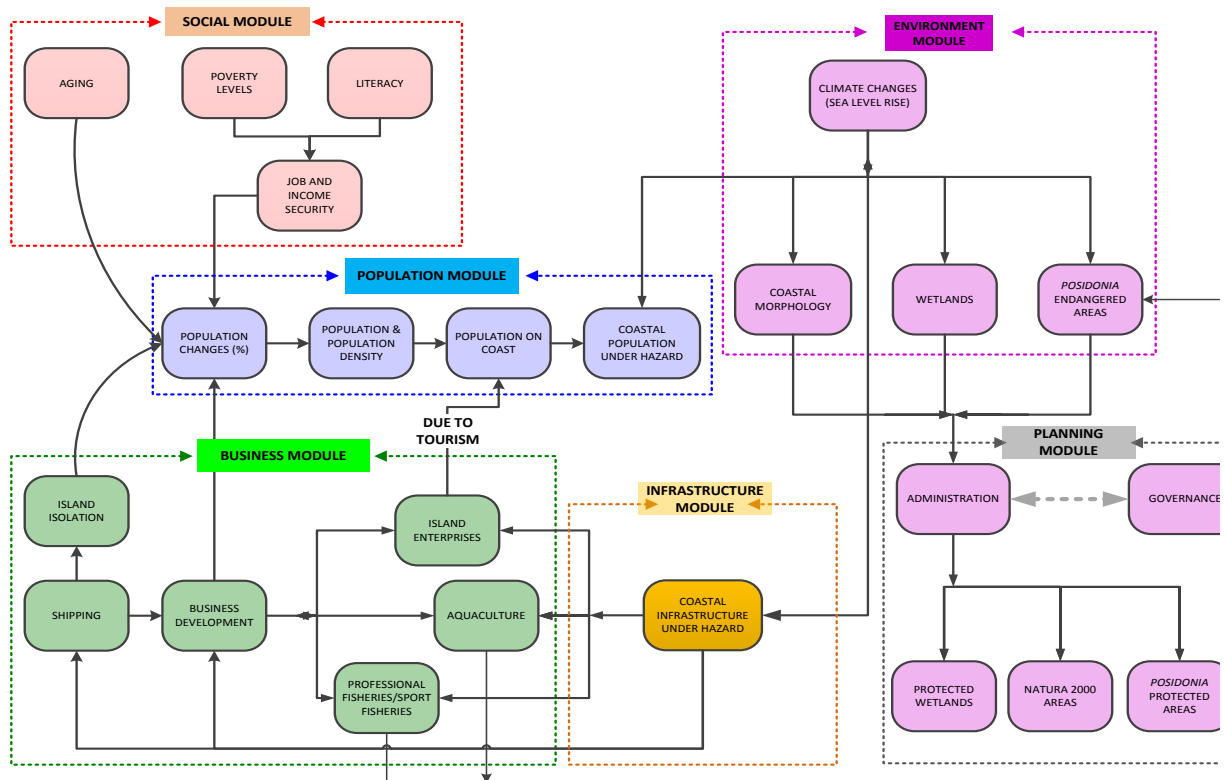 SOCIAL MODULE
AGING
POVERTY
LEVELS
LITERACY
JOB AND
INCOME
SECURITY
ENVIRONMENT
MODULE
CLIMATE CHANGES
(SEA LEVEL RISE)
COASTAL
MORPHOLOGY
WETLANDS
POSIDONIA
ENDANGERED
AREAS
POPULATION MODULE
POPULATION
CHANGES (%)
POPULATION &
POPULATION
DENSITY
POPULATION ON
COAST
COASTAL
POPULATION
UNDER HAZARD
DUE TO
TOURISM
BUSINESS MODULE
ISLAND
ISOLATION
SHIPPING
BUSINESS
DEVELOPMENT
ISLAND
ENTERPRISES
AQUACULTURE
PROFESSIONAL
FISHERIES/SPORT
FISHERIES
INFRASTRUCTURE
MODULE
COASTAL
INFRASTRUCTURE
UNDER HAZARD
PLANNING
MODULE
ADMINISTRATION
GOVERNANCE
PROTECTED
WETLANDS
NATURA 2000
AREAS
POSIDONIA
PROTECTED
AREAS